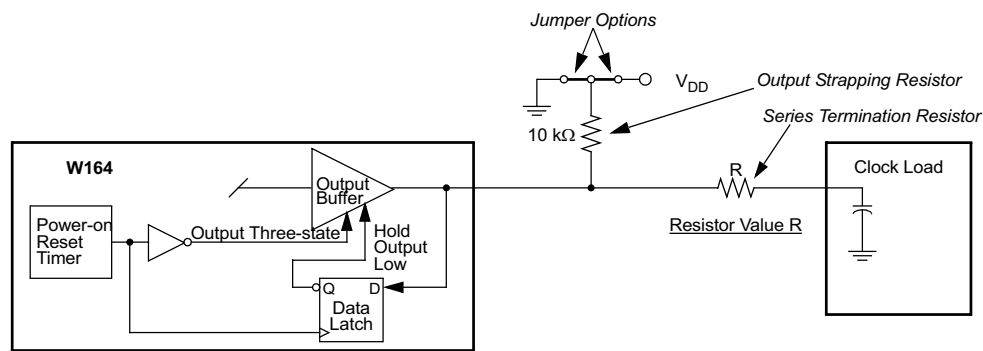 Jumper Options
V_DD
Output Strapping Resistor
10 kΩ
Series Termination Resistor
W164
Output
Buffer
R
Clock Load
Power-on
Reset
Timer
Output Three-state
Hold
Output
Low
Resistor Value R
Q
D
Data
Latch